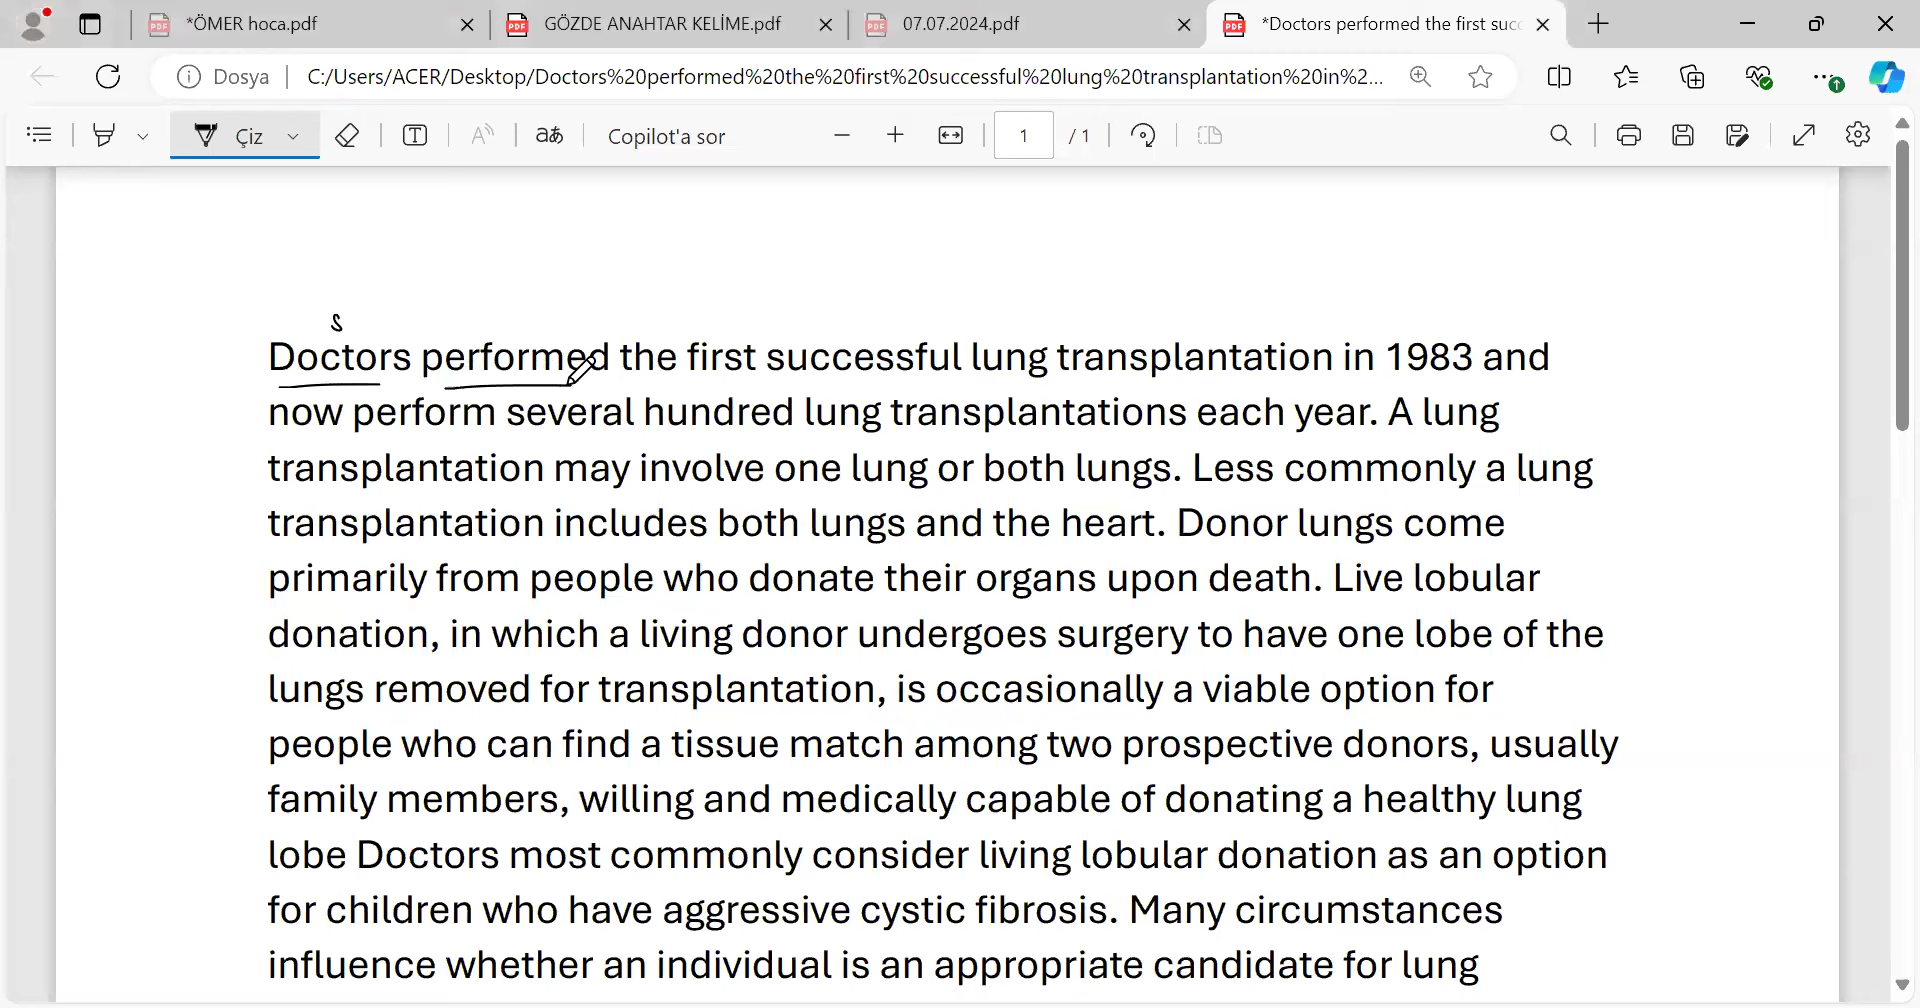 *ÖMER hoca.pdf
GÖZDE ANAHTAR KELİME.pdf
07.07.2024.pdf
*Doctors performed the first succ
Dosya
C:/Users/ACER/Desktop/Doctors%20performed%20the%20first%20successful%20lung%20transplantation%20in%2...
Çiz
aあ
Copilot'a sor
1
/ 1
s
Doctors performed the first successful lung transplantation in 1983 and
now perform several hundred lung transplantations each year. A lung
transplantation may involve one lung or both lungs. Less commonly a lung
transplantation includes both lungs and the heart. Donor lungs come
primarily from people who donate their organs upon death. Live lobular
donation, in which a living donor undergoes surgery to have one lobe of the
lungs removed for transplantation, is occasionally a viable option for
people who can find a tissue match among two prospective donors, usually
family members, willing and medically capable of donating a healthy lung
lobe Doctors most commonly consider living lobular donation as an option
for children who have aggressive cystic fibrosis. Many circumstances
influence whether an individual is an appropriate candidate for lung